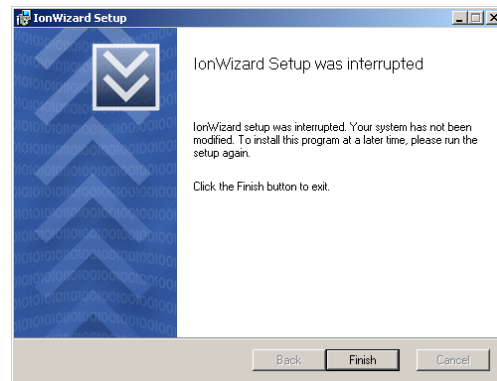 IonWizard Setup
IonWizard Setup was interrupted
IonWizard setup was interrupted. Your system has not been
modified. To install this program at a later time, please run the
setup again.
Click the Finish button to exit.
Back
Finish
Cancel